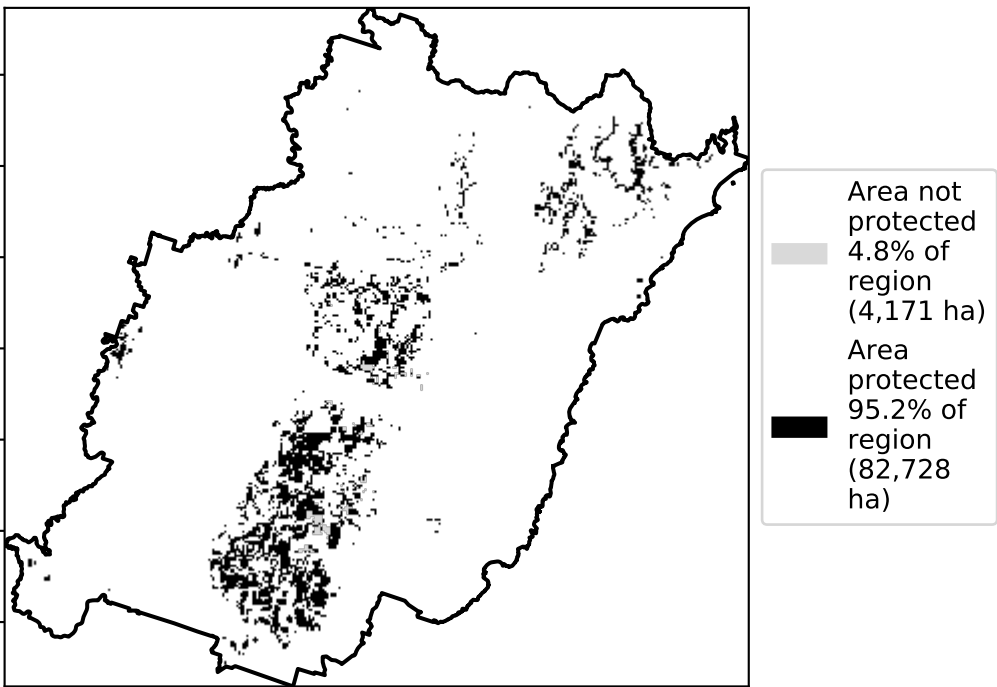 Area not
protected
4.8% of
region
(4,171 ha)
Area
protected
95.2% of
region
(82,728
ha)